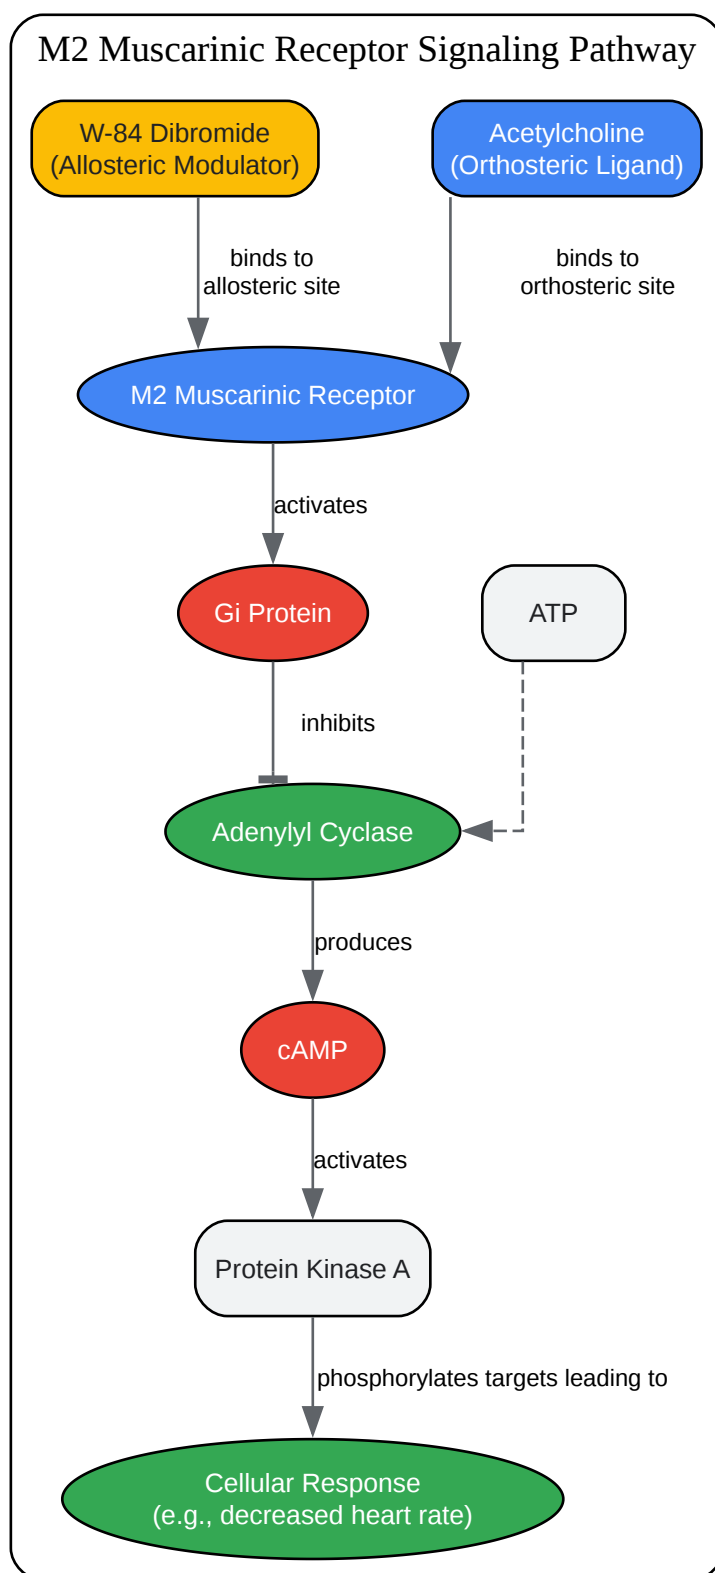 M2 Muscarinic Receptor Signaling Pathway
W-84 Dibromide
(Allosteric Modulator)
Acetylcholine
(Orthosteric Ligand)
binds to
allosteric site
binds to
orthosteric site
M2 Muscarinic Receptor
activates
Gi Protein
ATP
inhibits
Adenylyl Cyclase
produces
cAMP
activates
Protein Kinase A
phosphorylates targets leading to
Cellular Response
(e.g., decreased heart rate)